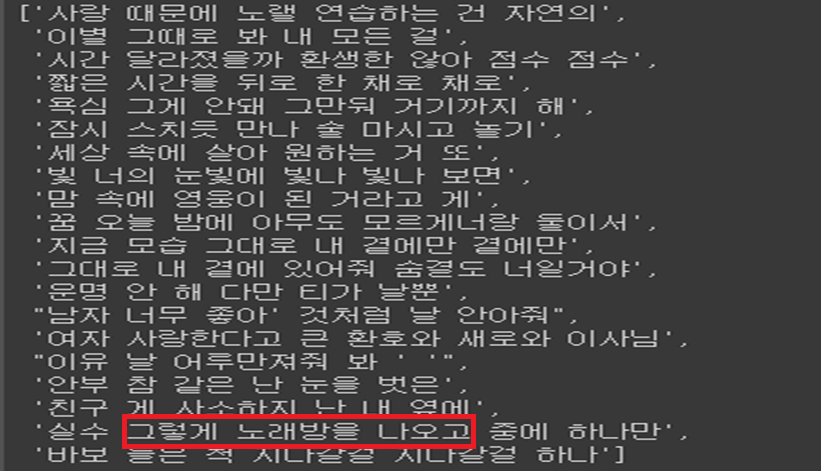 ['사랑 때문에 노랠 연습하는 건 자연의',
'이별 그때로 봐 내 모든 걸',
'시간 달라졌을까 환생한 않아 점수 점수',
'짧은 시간을 뒤로 한 채로 채로',
'욕심 그게 안돼 그만둬 거기까지 해',
'잠시 스치듯 만나 술 마시고 놀기',
'세상 속에 살아 원하는 거 또',
'빛 너의 눈빛에 빛나 빛나 보면',
'맘 속에 영웅이 된 거라고 게',
'꿈 오늘 밤에 아무도 모르게너랑 둘이서',
'지금 모습 그대로 내 곁에만 곁에만',
'그대로 내 곁에 있어줘 숨결도 너일거야',
'운명 안 해 다만 티가 날뿐',
"남자 너무 좋아' 것처럼 날 안아줘",
'여자 사랑한다고 큰 환호와 새로와 이사님',
"이유 날 어루만져줘 봐 ' '",
'안부 참 같은 난 눈을 벗은',
'친구 게 사소하지 난 내 옆에',
'실수 그렇게 노래방을 나오고 중에 하나만',
'바보 들은 척 지나갈걸 지나갈걸 하나']